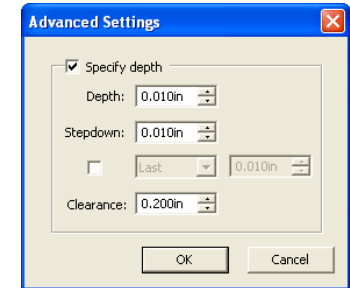 Advanced Settings
Specify depth
Depth: 0.010in
Stepdown: 0.010in
Last 0.010in
Clearance: 0.200in
OK Cancel